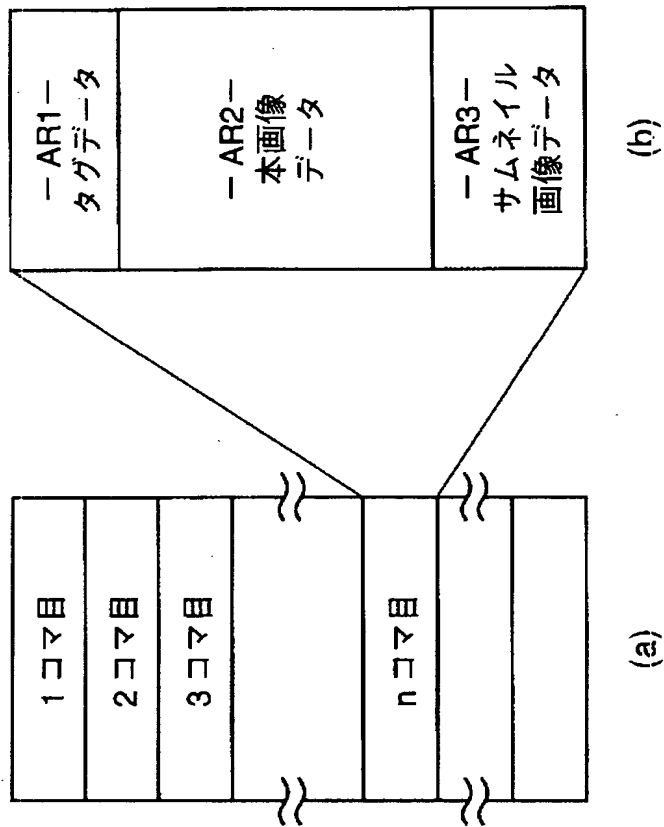 1コマ目
2コマ目
3コマ目
nコマ目
(a)
－AR1－
タグデータ
－AR2－
本画像
データ
－AR3－
サムネイル
画像データ
(b)